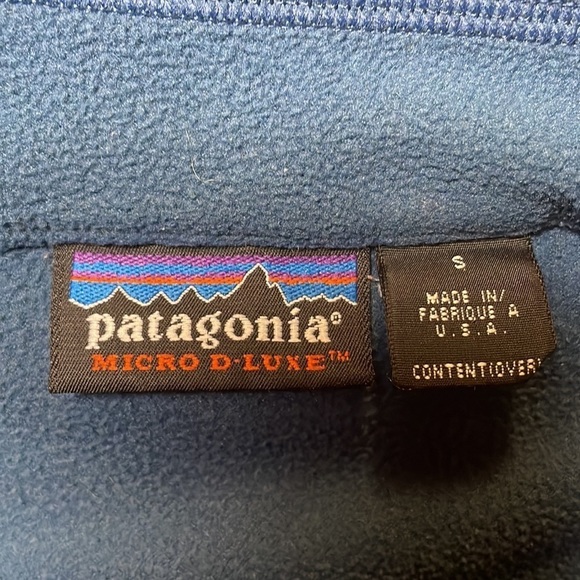 patagonia®
MICRO D-LUXE™
S
MADE IN/
FABRIQUE A
U.S.A.
CONTENT(OVER)